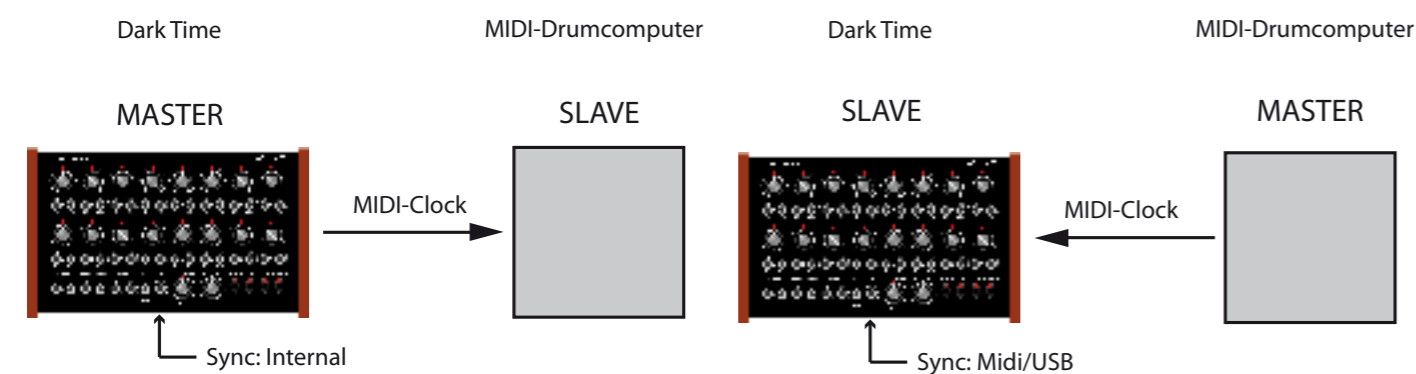 Dark Time
MIDI-Drumcomputer
Dark Time
MIDI-Drumcomputer
MASTER
SLAVE
SLAVE
MASTER
MIDI-Clock
MIDI-Clock
Sync: Internal
Sync: Midi/USB